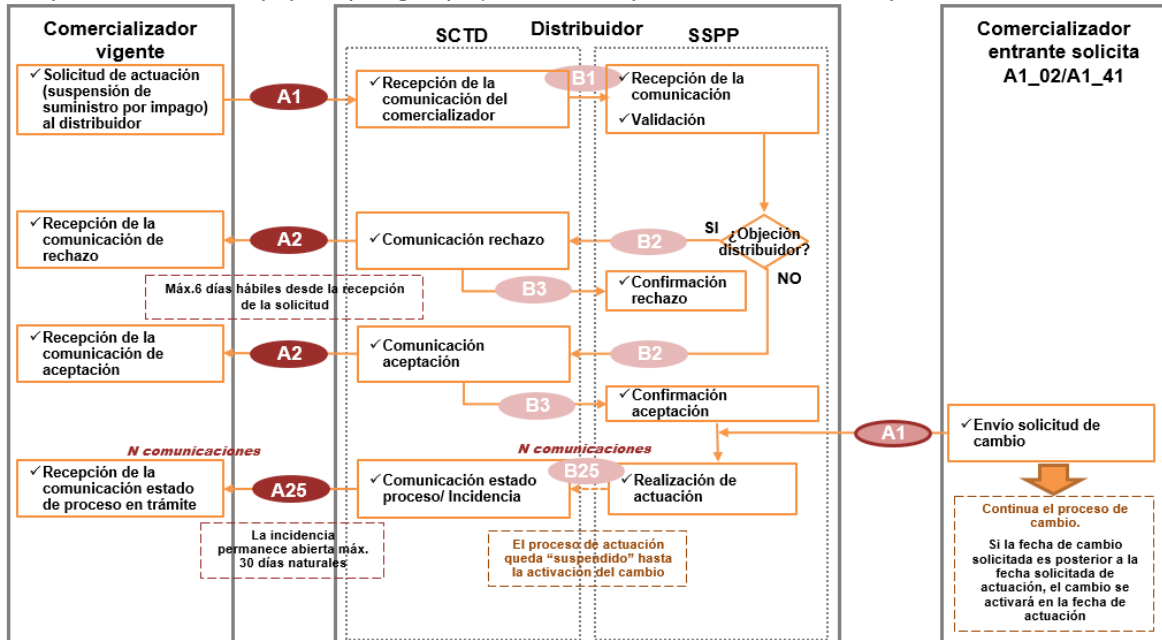 Comercializador
vigente
Distribuidor
SCTD
SSPP
Comercializador
entrante solicita
A1_02/A1_41
✓ Solicitud de actuación
(suspensión de
suministro por impago)
al distribuidor
A1
✓ Recepción de la
comunicación del
comercializador
B1
✓ Recepción de la
comunicación
✓ Validación
✓ Recepción de la
comunicación de
rechazo
A2
✓ Comunicación rechazo
B2
SI
¿Objeción
distribuidor?
NO
Máx.6 días hábiles desde la recepción
de la solicitud
B3
✓ Confirmación
rechazo
✓ Recepción de la
comunicación de
aceptación
A2
✓ Comunicación
aceptación
B2
B3
✓ Confirmación
aceptación
A1
✓ Envío solicitud de
cambio
N comunicaciones
N comunicaciones
✓ Recepción de la
comunicación estado
de proceso en trámite
A25
✓ Comunicación estado
proceso/ Incidencia
B25
✓ Realización de
actuación
La incidencia
permanece abierta máx.
30 días naturales
El proceso de actuación
queda “suspendido” hasta
la activación del cambio
Continua el proceso de
cambio.
Si la fecha de cambio
solicitada es posterior a la
fecha solicitada de
actuación, el cambio se
activará en la fecha de
actuación